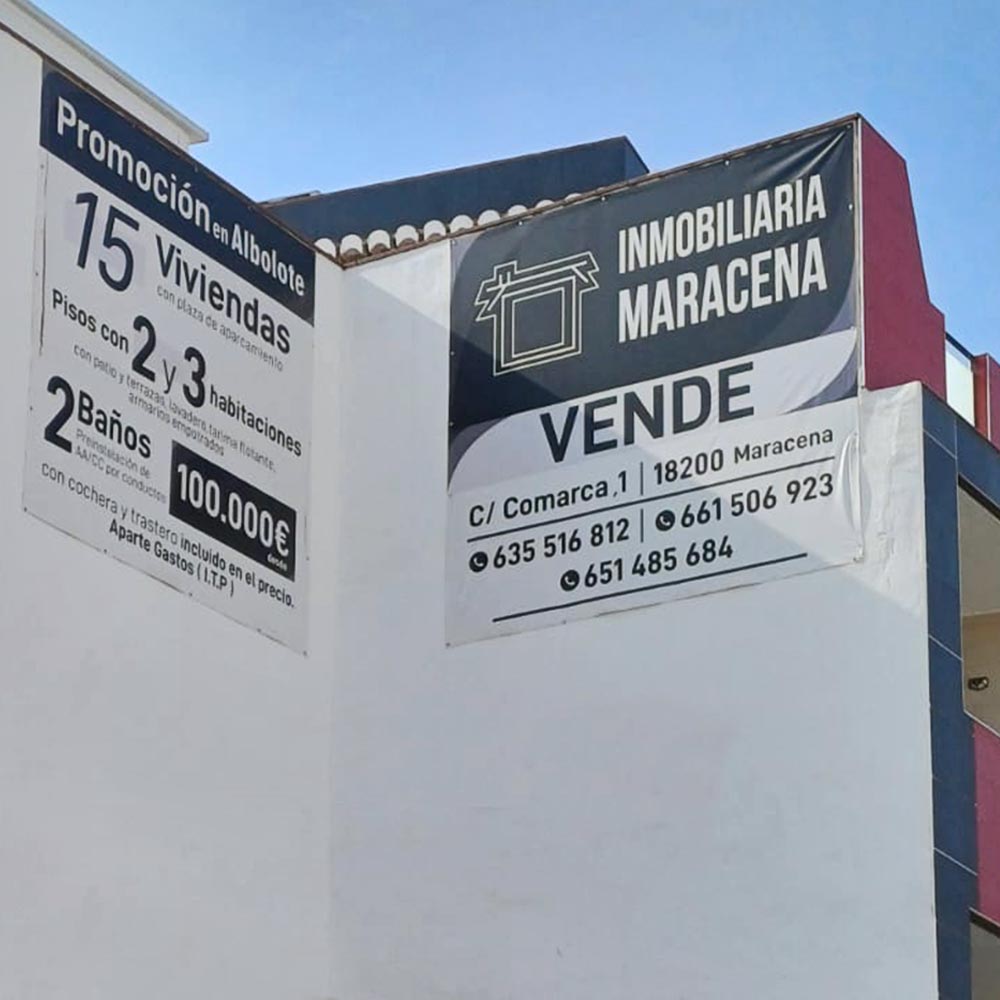 Promoción en Albolote
15 Viviendas
con plaza de aparcamiento
Pisos con 2 y 3 habitaciones
con patio y terrazas, lavadero, tarima flotante,
armarios empotrados
2 Baños
Preinstalación de
AA/CC por conductos
100.000€
desde
con cochera y trastero incluido en el precio.
Aparte Gastos ( I.T.P )
INMOBILIARIA
MARACENA
VENDE
C/ Comarca ,1 | 18200 Maracena
635 516 812 | 661 506 923
651 485 684